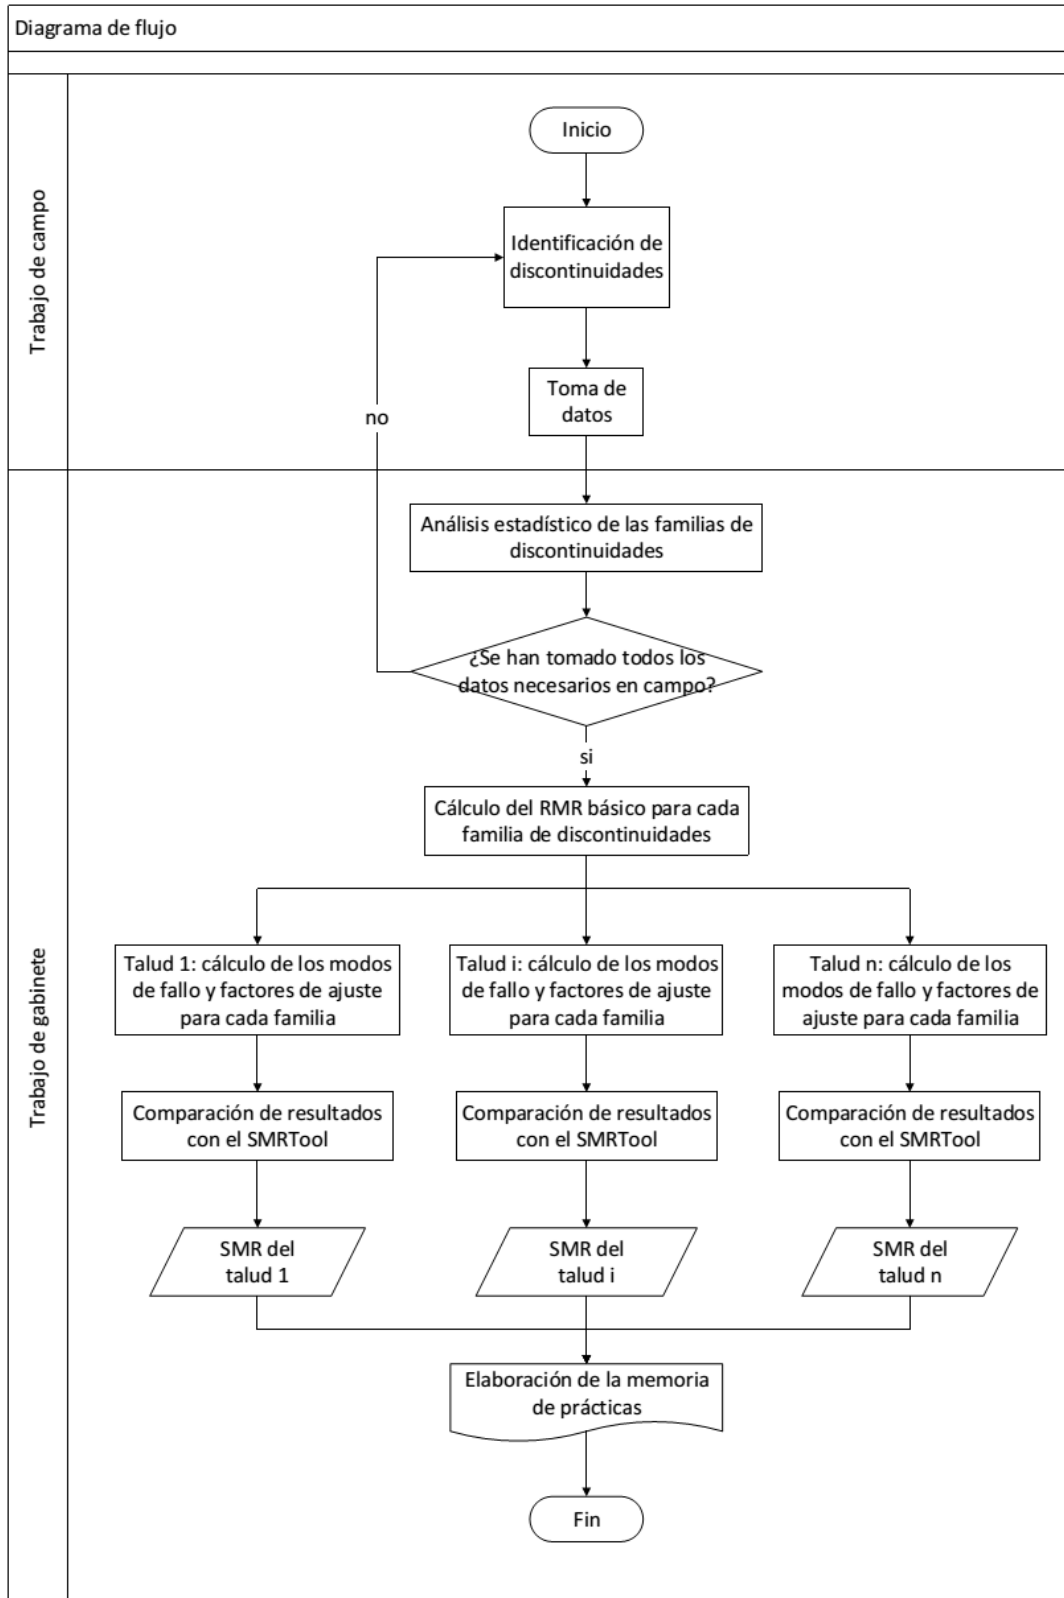 Diagrama de flujo
Trabajo de campo
Inicio
Identificación de
discontinuidades
Toma de
datos
no
Trabajo de gabinete
Análisis estadístico de las familias de
discontinuidades
¿Se han tomado todos los
datos necesarios en campo?
si
Cálculo del RMR básico para cada
familia de discontinuidades
Talud 1: cálculo de los modos
de fallo y factores de ajuste
para cada familia
Talud i: cálculo de los modos
de fallo y factores de ajuste
para cada familia
Talud n: cálculo de los
modos de fallo y factores de
ajuste para cada familia
Comparación de resultados
con el SMRTool
Comparación de resultados
con el SMRTool
Comparación de resultados
con el SMRTool
SMR del
talud 1
SMR del
talud i
SMR del
talud n
Elaboración de la memoria
de prácticas
Fin